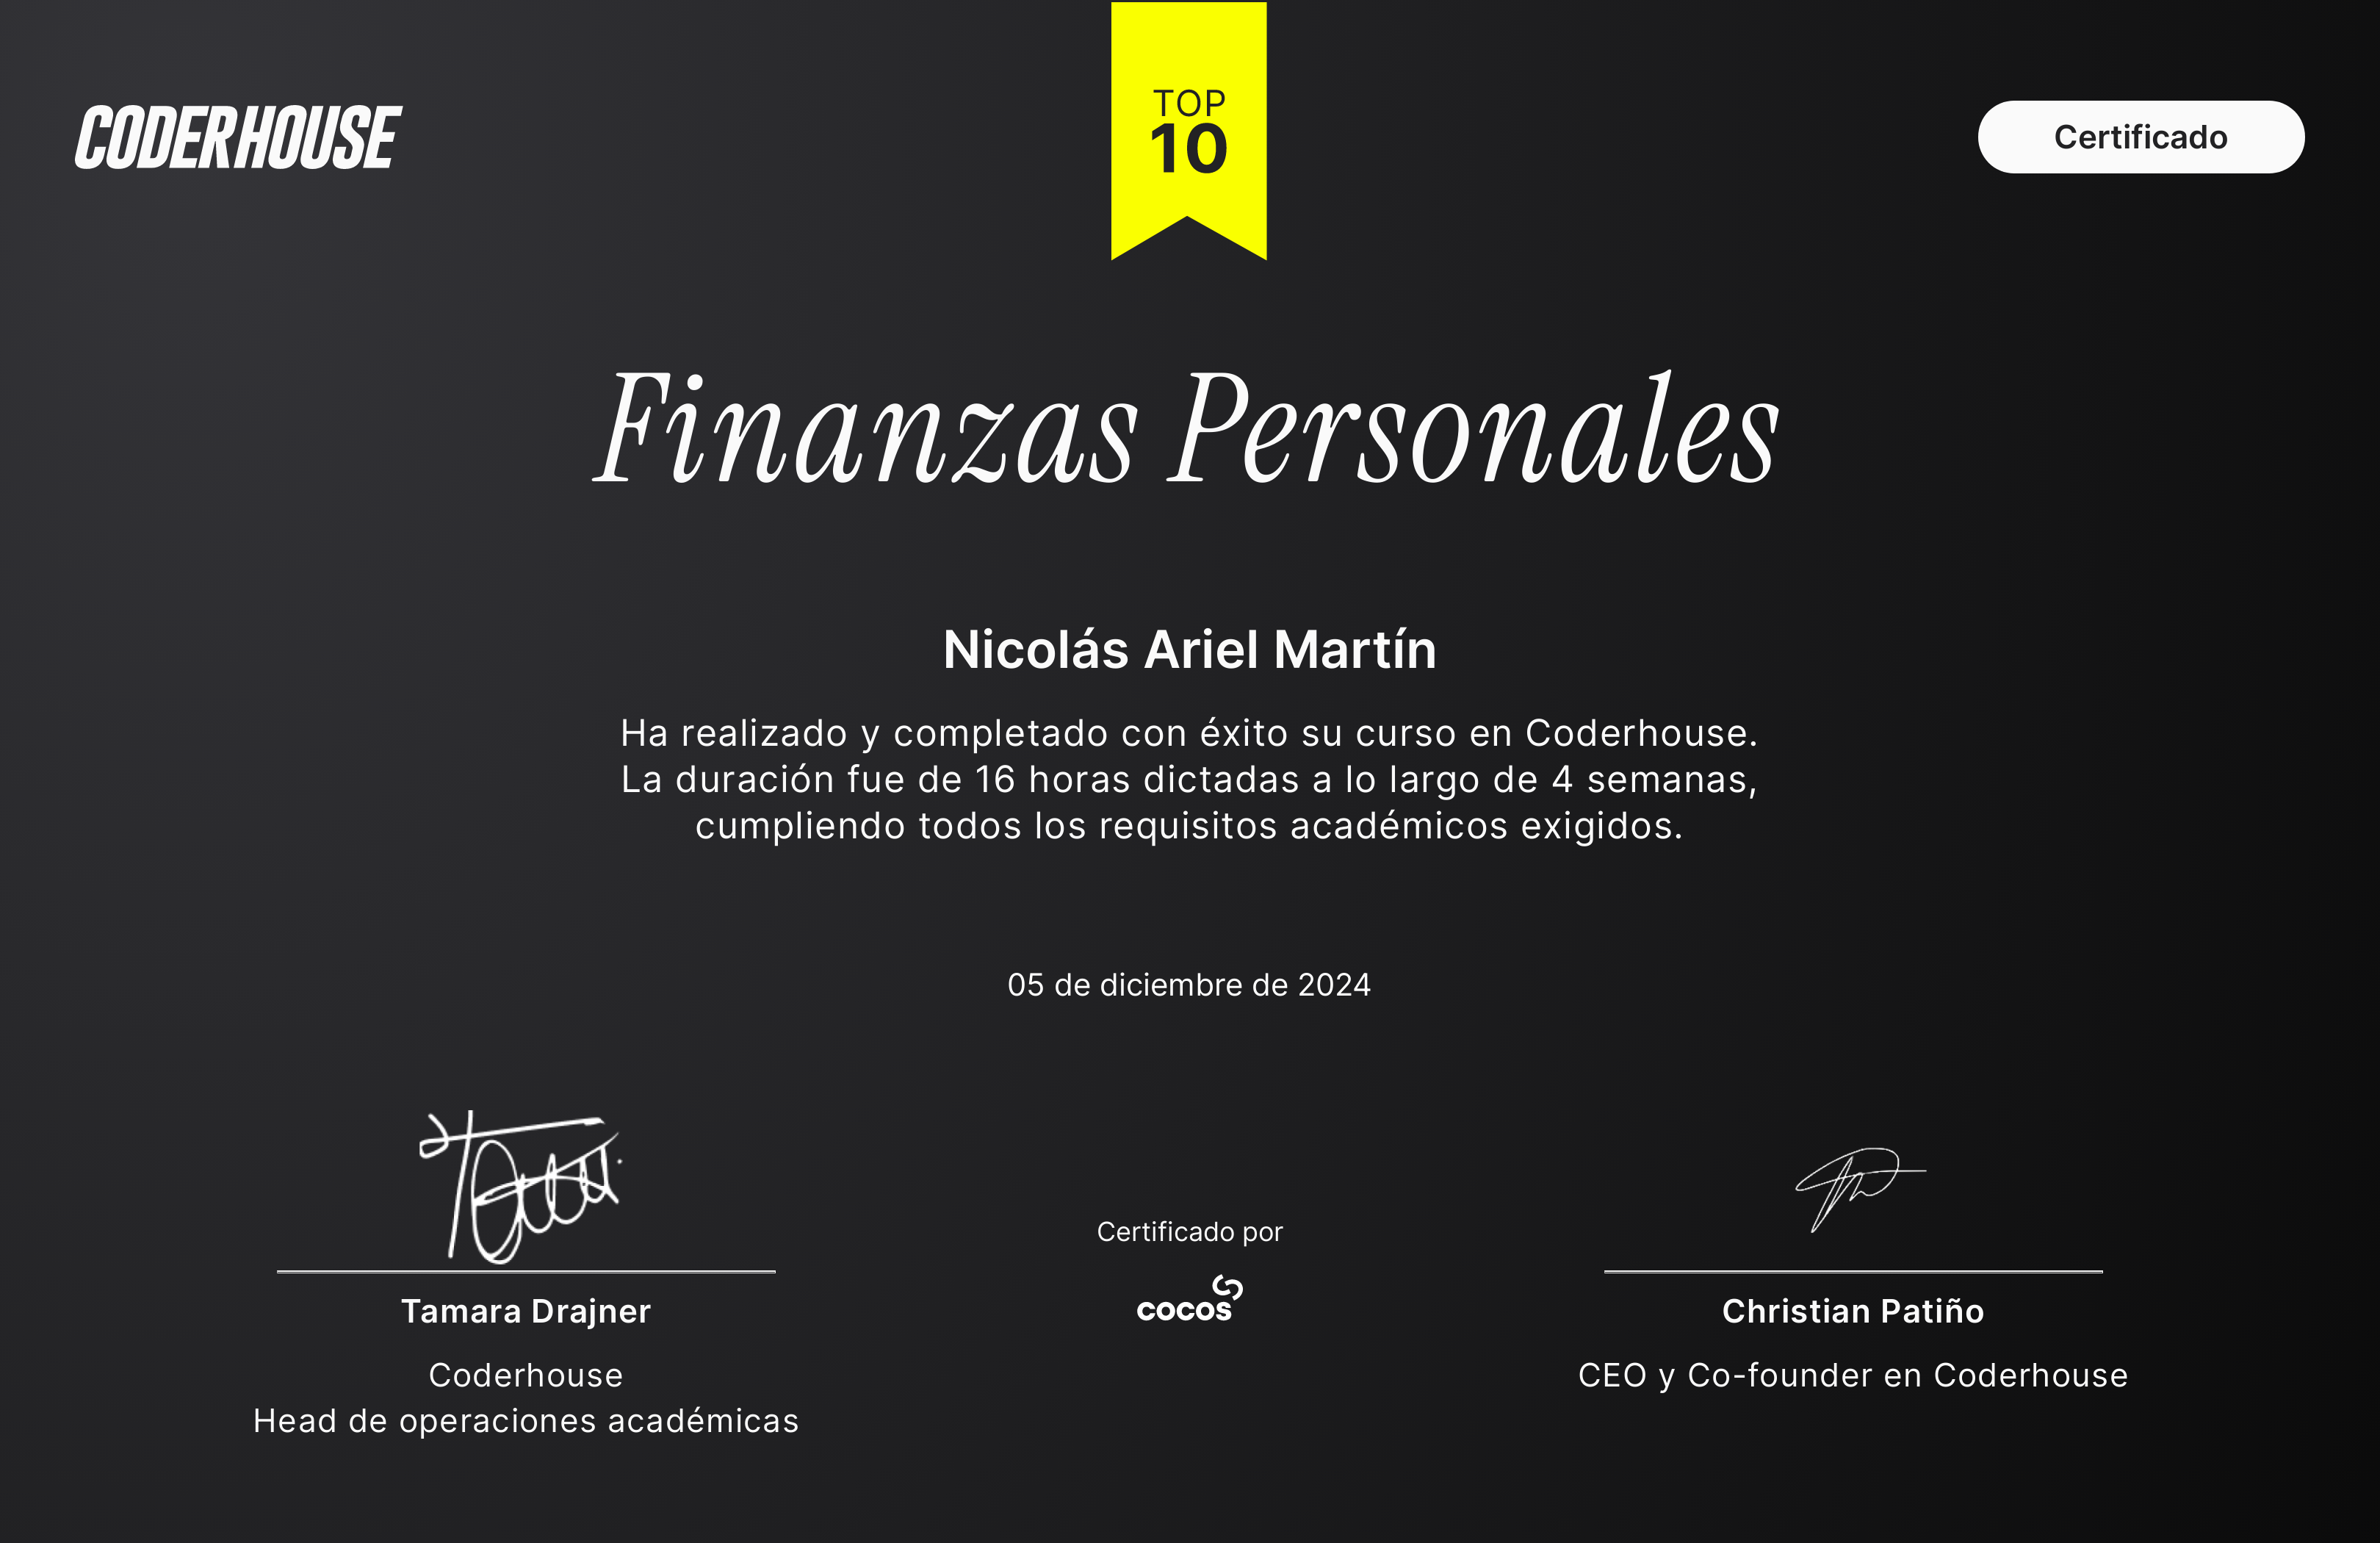 CODERHOUSE
TOP
10
Certificado
Finanzas Personales
Nicolás Ariel Martín
Ha realizado y completado con éxito su curso en Coderhouse.
La duración fue de 16 horas dictadas a lo largo de 4 semanas,
cumpliendo todos los requisitos académicos exigidos.
05 de diciembre de 2024
Certificado por
cocos
Tamara Drajner
Coderhouse
Head de operaciones académicas
Christian Patiño
CEO y Co-founder en Coderhouse